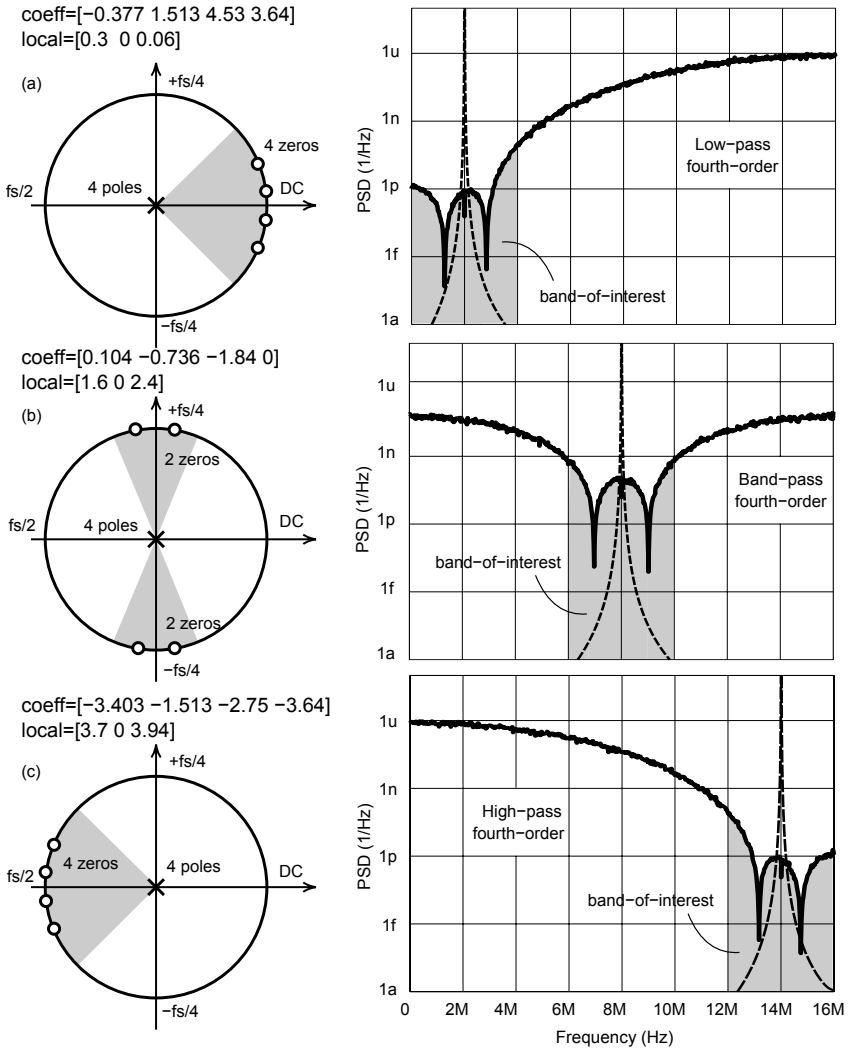 coeff=[−0.377 1.513 4.53 3.64]
local=[0.3 0 0.06]
(a)
+fs/4
4 zeros
fs/2
4 poles
DC
−fs/4
PSD (1/Hz)
1u
1n
1p
1f
1a
Low−pass
fourth−order
band−of−interest
coeff=[0.104 −0.736 −1.84 0]
local=[1.6 0 2.4]
(b)
+fs/4
2 zeros
fs/2
4 poles
DC
2 zeros
−fs/4
PSD (1/Hz)
1u
1n
1p
1f
1a
Band−pass
fourth−order
band−of−interest
coeff=[−3.403 −1.513 −2.75 −3.64]
local=[3.7 0 3.94]
(c)
+fs/4
4 zeros
4 poles
fs/2
DC
−fs/4
PSD (1/Hz)
1u
1n
1p
1f
1a
High−pass
fourth−order
band−of−interest
0 2M 4M 6M 8M 10M 12M 14M 16M
Frequency (Hz)